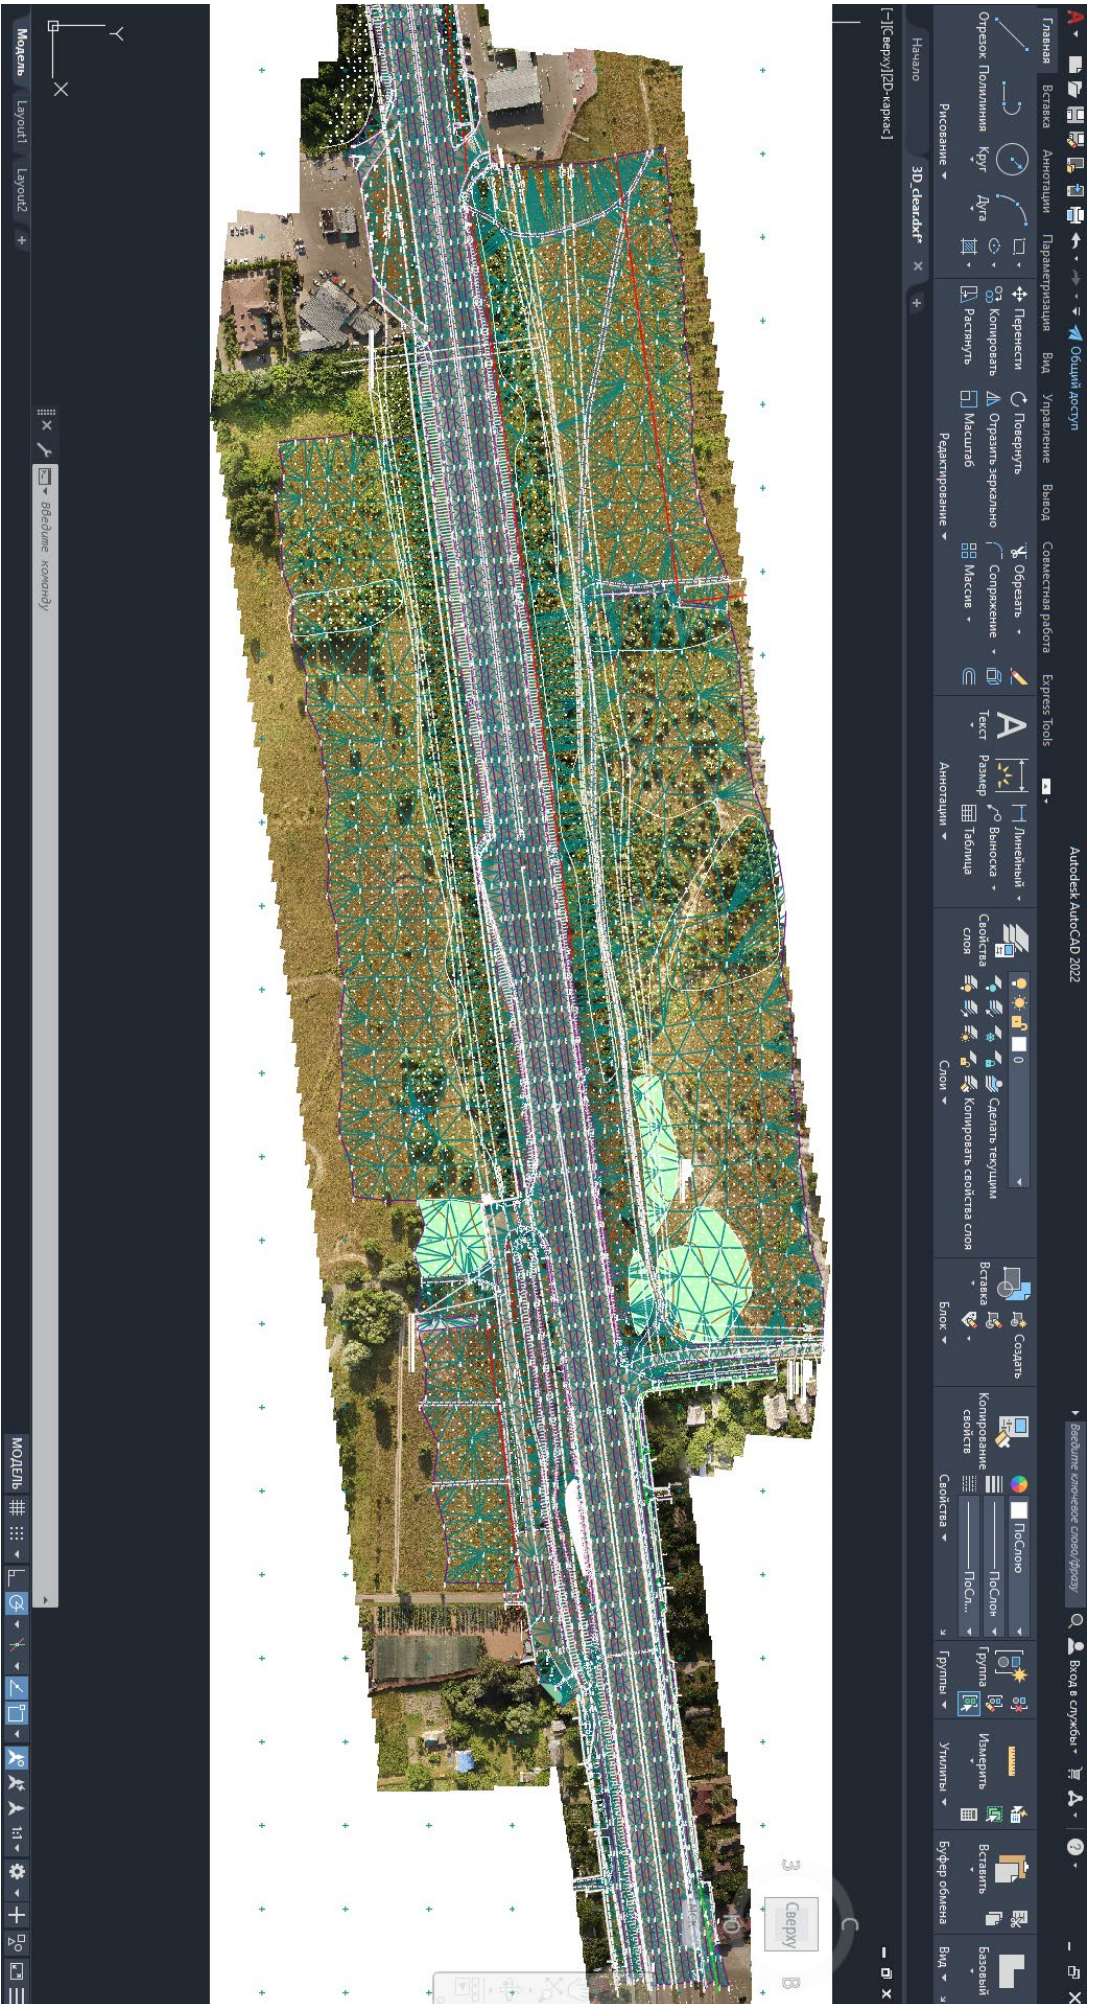 Autodesk AutoCAD 2022
Общий доступ
Введите ключевое слово/фразу
Вход в службы
Главная Вставка Аннотации Параметризация Вид Управление Вывод Совместная работа Express Tools
Отрезок Полилиния Круг Дуга
Рисование
Перенести Повернуть Обрезать
Копировать Отразить зеркально Сопряжение
Растянуть Масштаб Массив
Редактирование
Текст Размер
Линейный
Выноска
Таблица
Аннотации
Свойства слоя
0
Сделать текущим
Копировать свойства слоя
Слои
Вставка
Создать
Блок
Копирование свойств
ПоСлою
ПоСлою
ПоСл...
Свойства
Группа
Группы
Измерить
Утилиты
Вставить
Буфер обмена
Базовый
Вид
Начало 3D_clear.dxf* × +
[−][Сверху][2D-каркас]
С
З Сверху В
Ю
Y
X
Введите команду
Модель Layout1 Layout2 +
МОДЕЛЬ 1:1